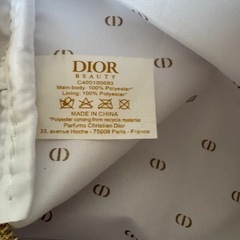 DIOR
BEAUTY
C403100693
Main body: 100% Polyester*
Lining: 100% Polyester*
MADE IN CHINA
*Polyester coming from recycle material
Parfums Christian Dior
33, avenue Hoche - 75008 Paris - France